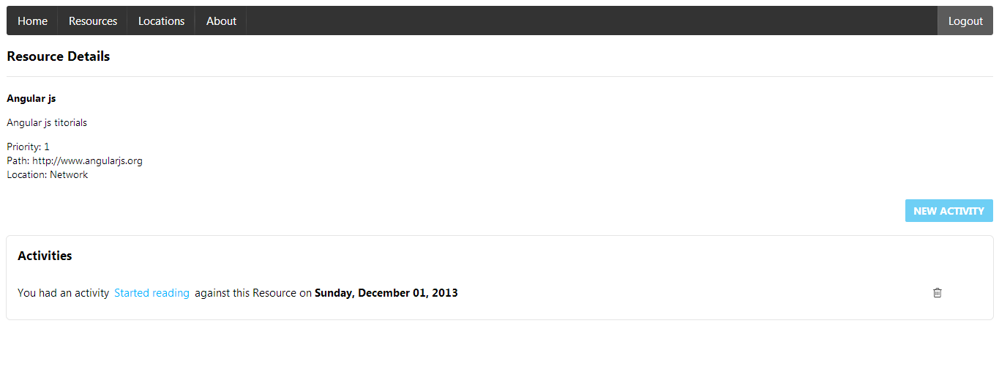 Home Resources Locations About Logout
Resource Details
Angular js
Angular js titorials
Priority: 1
Path: http://www.angularjs.org
Location: Network
NEW ACTIVITY
Activities
You had an activity Started reading against this Resource on Sunday, December 01, 2013